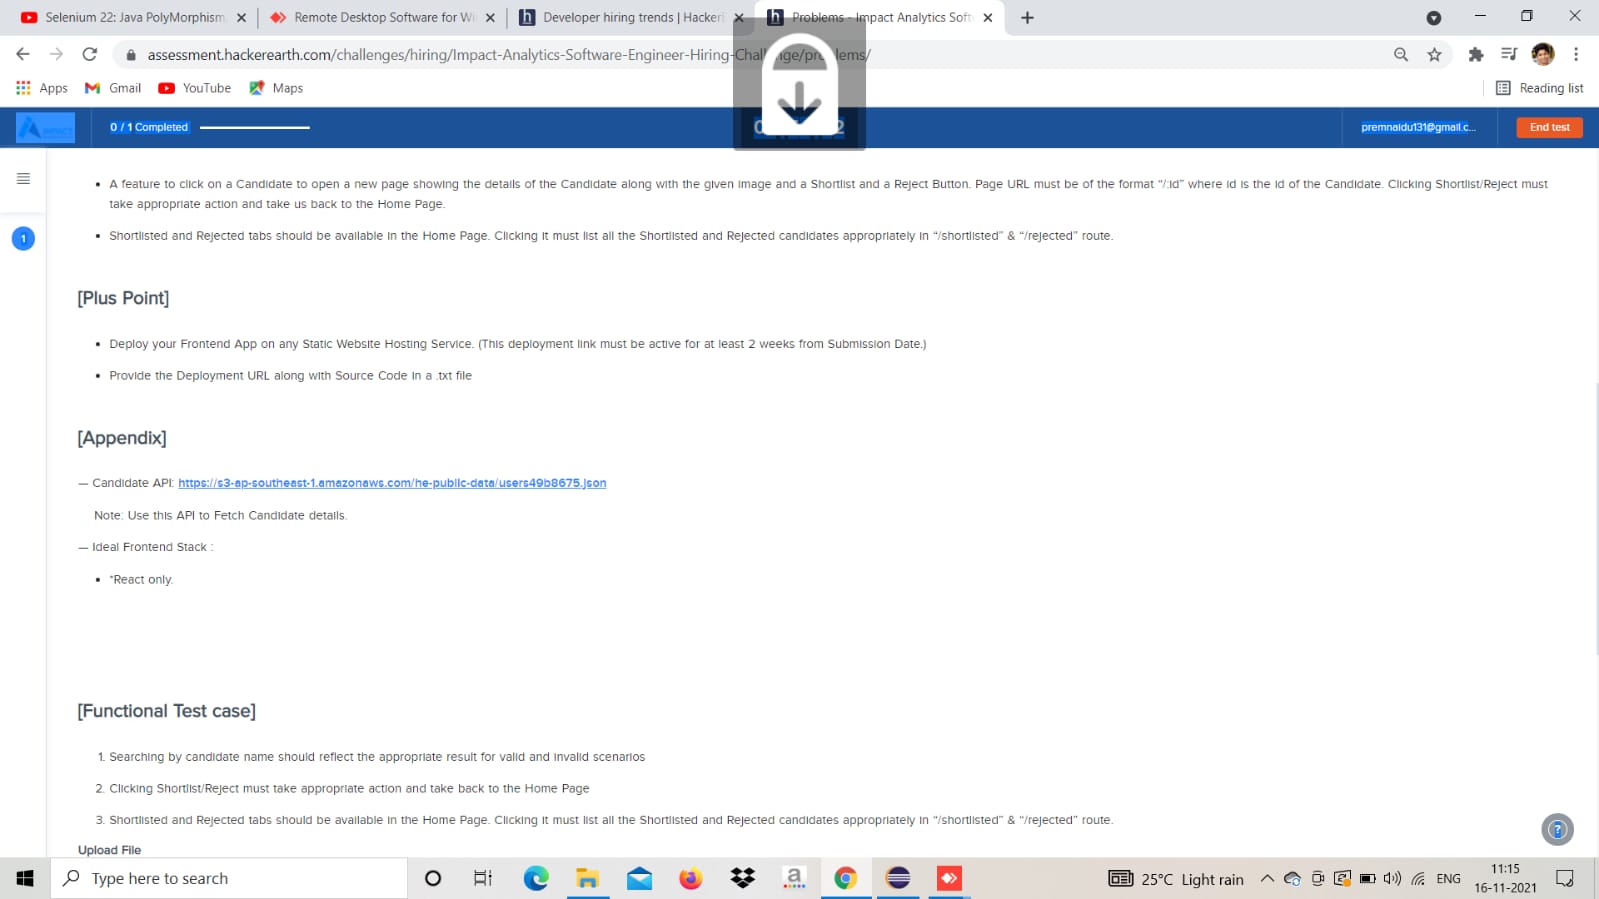 Selenium 22: Java PolyMorphism
Remote Desktop Software for Wi
Developer hiring trends | Hacker
Problems - Impact Analytics Soft
assessment.hackerearth.com/challenges/hiring/Impact-Analytics-Software-Engineer-Hiring-
Apps
Gmail
YouTube
Maps
Reading list
IMPACT
0 / 1 Completed
premnaidu131@gmail.c...
End test
• A feature to click on a Candidate to open a new page showing the details of the Candidate along with the given image and a Shortlist and a Reject Button. Page URL must be of the format “/:id” where id is the id of the Candidate. Clicking Shortlist/Reject must
take appropriate action and take us back to the Home Page.
1
• Shortlisted and Rejected tabs should be available in the Home Page. Clicking it must list all the Shortlisted and Rejected candidates appropriately in “/shortlisted” & “/rejected” route.
[Plus Point]
• Deploy your Frontend App on any Static Website Hosting Service. (This deployment link must be active for at least 2 weeks from Submission Date.)
• Provide the Deployment URL along with Source Code in a .txt file
[Appendix]
— Candidate API: https://s3-ap-southeast-1.amazonaws.com/he-public-data/users49b8675.json
Note: Use this API to Fetch Candidate details.
— Ideal Frontend Stack :
• *React only.
[Functional Test case]
1. Searching by candidate name should reflect the appropriate result for valid and invalid scenarios
2. Clicking Shortlist/Reject must take appropriate action and take back to the Home Page
3. Shortlisted and Rejected tabs should be available in the Home Page. Clicking it must list all the Shortlisted and Rejected candidates appropriately in “/shortlisted” & “/rejected” route.
Upload File
?
Type here to search
25°C Light rain
ENG
11:15
16-11-2021